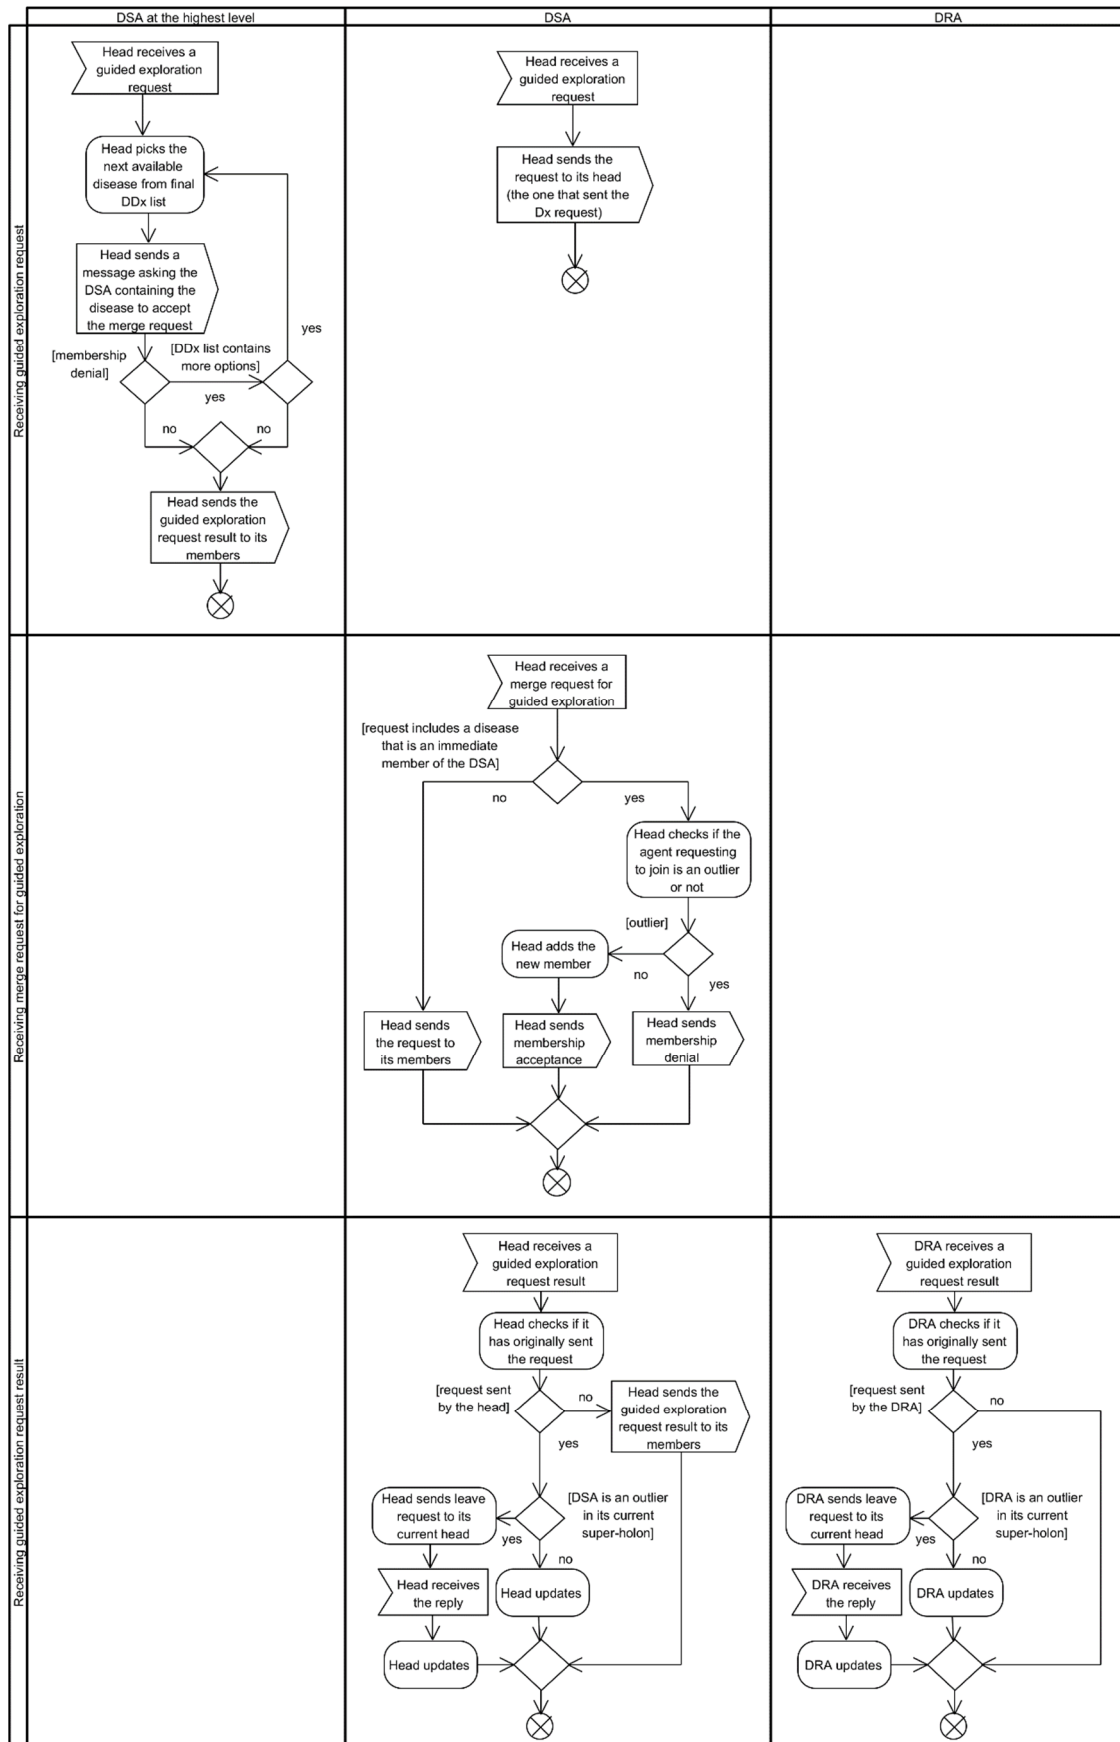 DSA at the highest level
DSA
DRA
Receiving guided exploration request
Head receives a
guided exploration
request
Head picks the
next available
disease from final
DDx list
Head sends a
message asking the
DSA containing the
disease to accept
the merge request
[membership
denial]
[DDx list contains
more options]
yes
yes
no
no
Head sends the
guided exploration
request result to its
members
Head receives a
guided exploration
request
Head sends the
request to its head
(the one that sent the
Dx request)
Receiving merge request for guided exploration
Head receives a
merge request for
guided exploration
[request includes a disease
that is an immediate
member of the DSA]
no
yes
Head checks if the
agent requesting
to join is an outlier
or not
[outlier]
Head adds the
new member
no
yes
Head sends
the request to
its members
Head sends
membership
acceptance
Head sends
membership
denial
Receiving guided exploration request result
Head receives a
guided exploration
request result
Head checks if it
has originally sent
the request
[request sent
by the head]
no
Head sends the
guided exploration
request result to its
members
yes
Head sends leave
request to its
current head
yes
[DSA is an outlier
in its current
super-holon]
no
Head receives
the reply
Head updates
Head updates
DRA receives a
guided exploration
request result
DRA checks if it
has originally sent
the request
[request sent
by the DRA]
no
yes
DRA sends leave
request to its
current head
yes
[DRA is an outlier
in its current
super-holon]
no
DRA receives
the reply
DRA updates
DRA updates